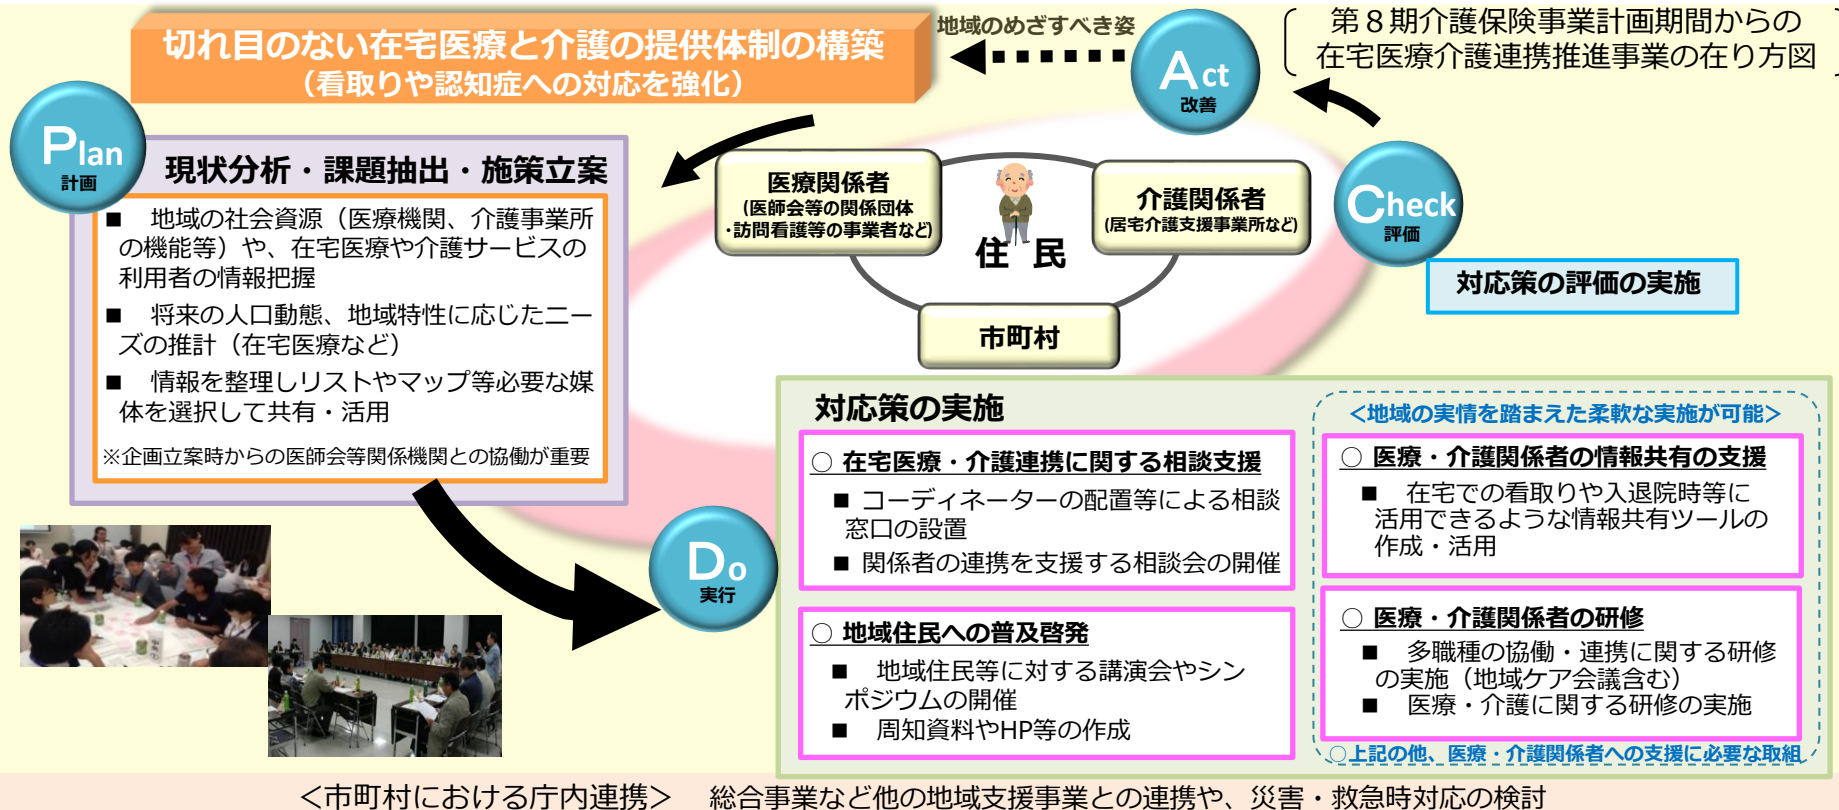 切れ目のない在宅医療と介護の提供体制の構築
（看取りや認知症への対応を強化）
地域のめざすべき姿
Act
改善
第８期介護保険事業計画期間からの
在宅医療介護連携推進事業の在り方図
Plan
計画
現状分析・課題抽出・施策立案
■ 地域の社会資源（医療機関、介護事業所
の機能等）や、在宅医療や介護サービスの
利用者の情報把握
■ 将来の人口動態、地域特性に応じたニー
ズの推計（在宅医療など）
■ 情報を整理しリストやマップ等必要な媒
体を選択して共有・活用
※企画立案時からの医師会等関係機関との協働が重要
医療関係者
(医師会等の関係団体
・訪問看護等の事業者など)
住 民
介護関係者
(居宅介護支援事業所など)
市町村
Check
評価
対応策の評価の実施
Do
実行
対応策の実施
○ 在宅医療・介護連携に関する相談支援
■ コーディネーターの配置等による相談
窓口の設置
■ 関係者の連携を支援する相談会の開催
○ 地域住民への普及啓発
■ 地域住民等に対する講演会やシン
ポジウムの開催
■ 周知資料やHP等の作成
＜地域の実情を踏まえた柔軟な実施が可能＞
○ 医療・介護関係者の情報共有の支援
■ 在宅での看取りや入退院時等に
活用できるような情報共有ツールの
作成・活用
○ 医療・介護関係者の研修
■ 多職種の協働・連携に関する研修
の実施（地域ケア会議含む）
■ 医療・介護に関する研修の実施
○上記の他、医療・介護関係者への支援に必要な取組
＜市町村における庁内連携＞ 総合事業など他の地域支援事業との連携や、災害・救急時対応の検討